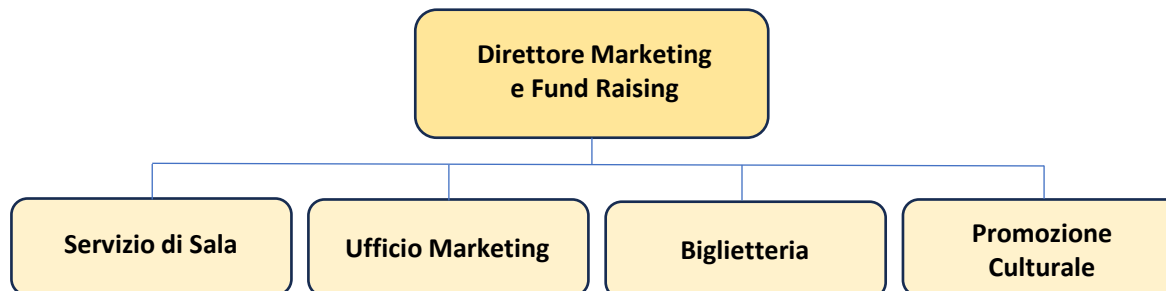 Direttore Marketing
e Fund Raising
Servizio di Sala
Ufficio Marketing
Biglietteria
Promozione
Culturale